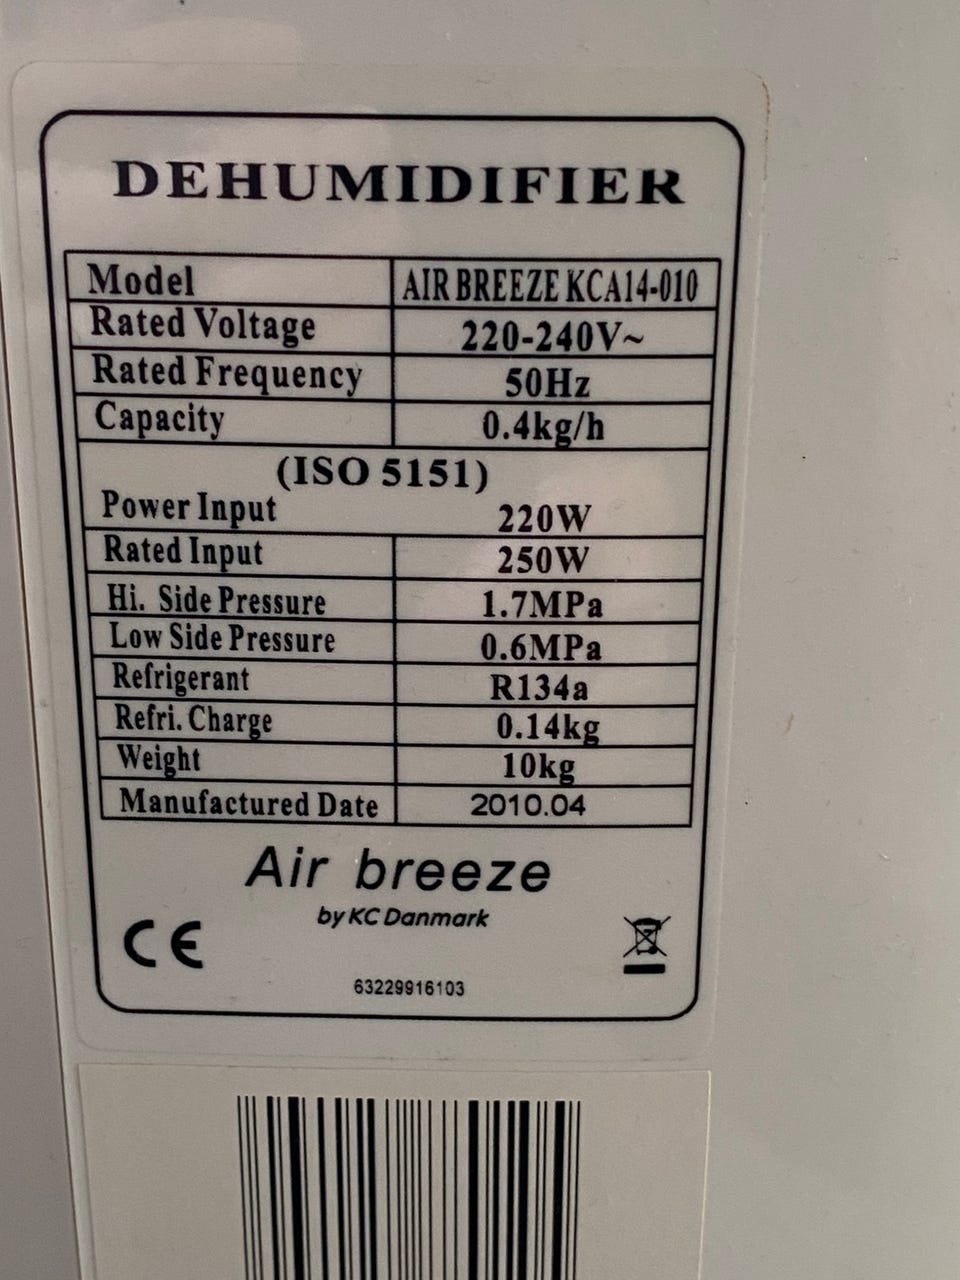 DEHUMIDIFIER
Model AIR BREEZE KCA14-010
Rated Voltage 220-240V~
Rated Frequency 50Hz
Capacity 0.4kg/h
(ISO 5151)
Power Input 220W
Rated Input 250W
Hi. Side Pressure 1.7MPa
Low Side Pressure 0.6MPa
Refrigerant R134a
Refri. Charge 0.14kg
Weight 10kg
Manufactured Date 2010.04
Air breeze
by KC Danmark
CE
63229916103